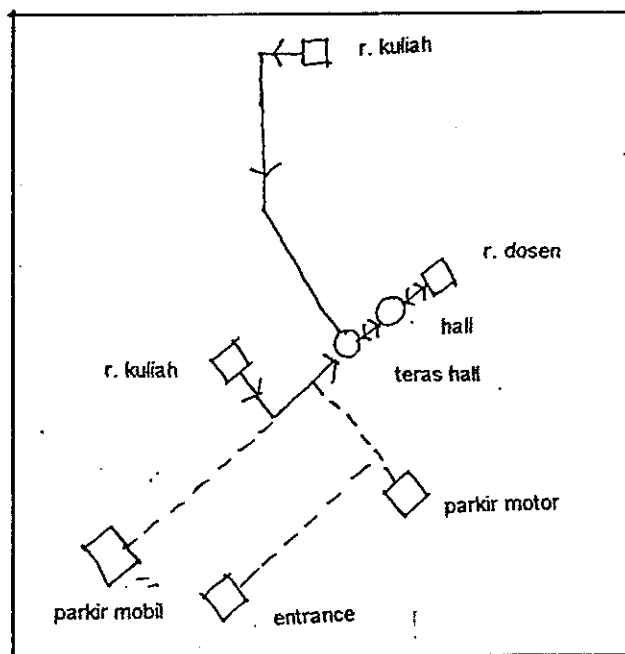 r. kuliah
r. dosen
hall
r. kuliah
teras hall
parkir motor
parkir mobil
entrance